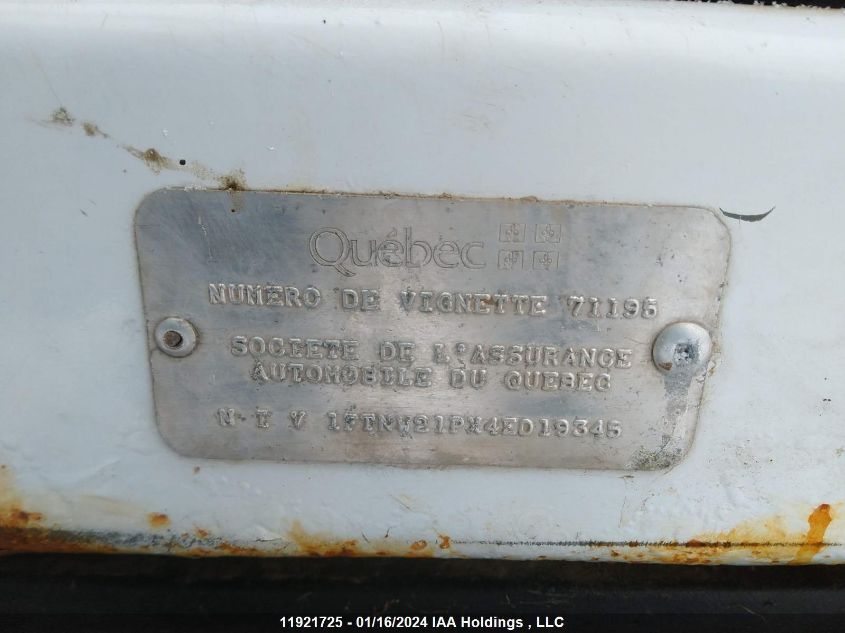 Québec
NUMERO DE VIGNETTE 71195
SOCIETE DE L'ASSURANCE
AUTOMOBILE DU QUEBEC
N-I V 1FTNW21PX4ED19345
11921725 - 01/16/2024 IAA Holdings , LLC